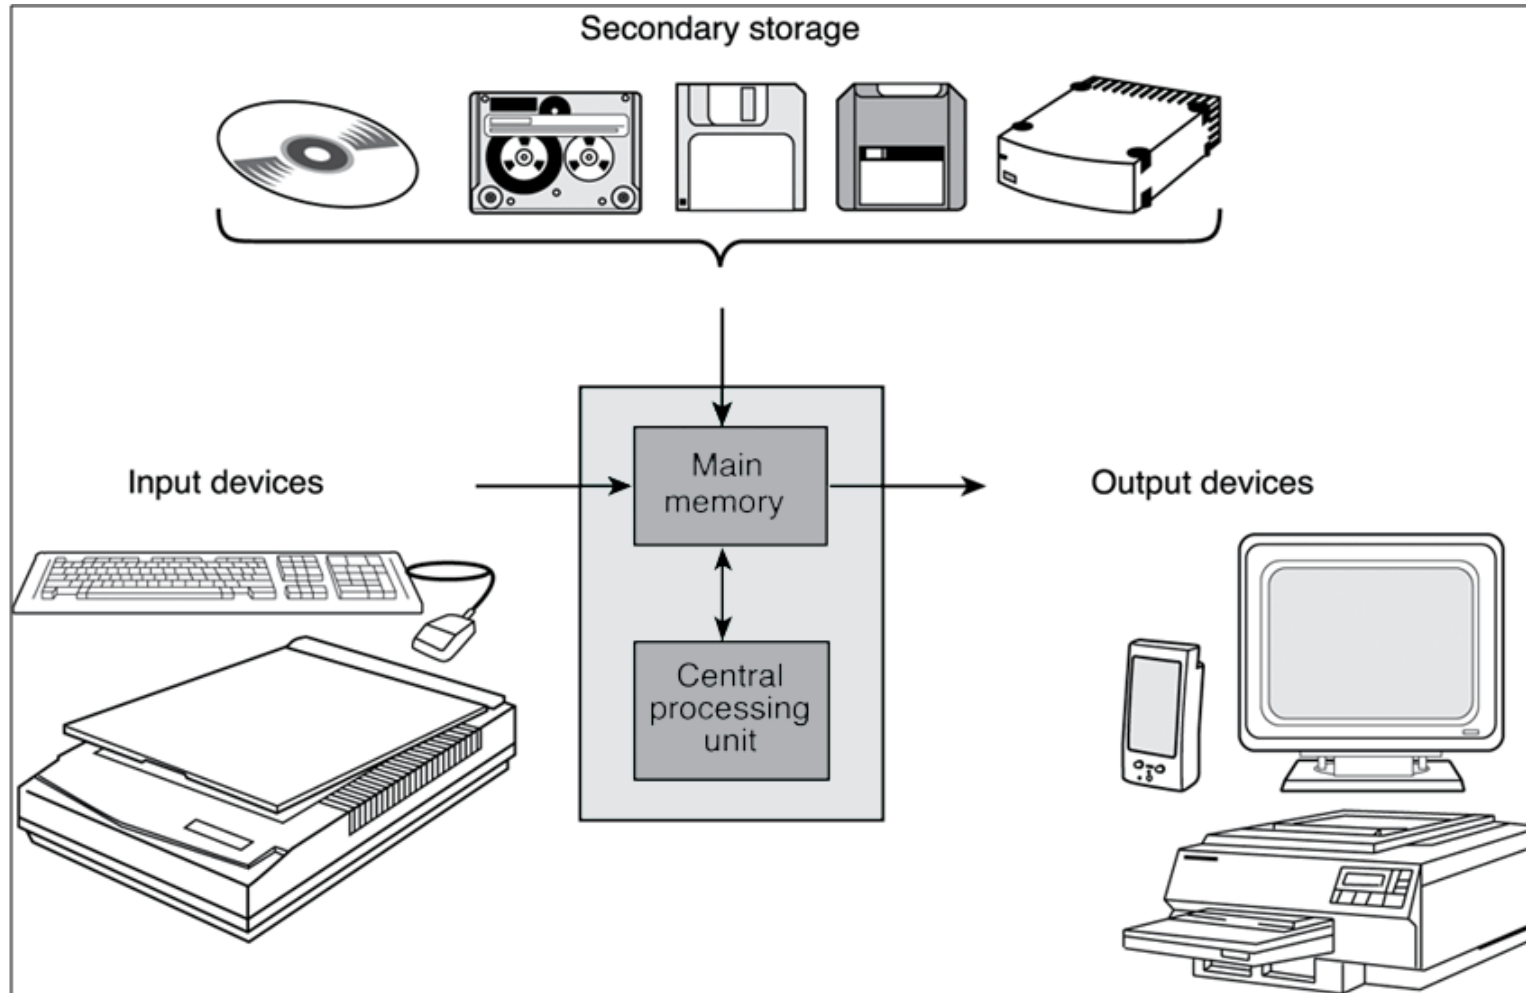 Secondary storage
Input devices
Main
memory
Output devices
Central
processing
unit